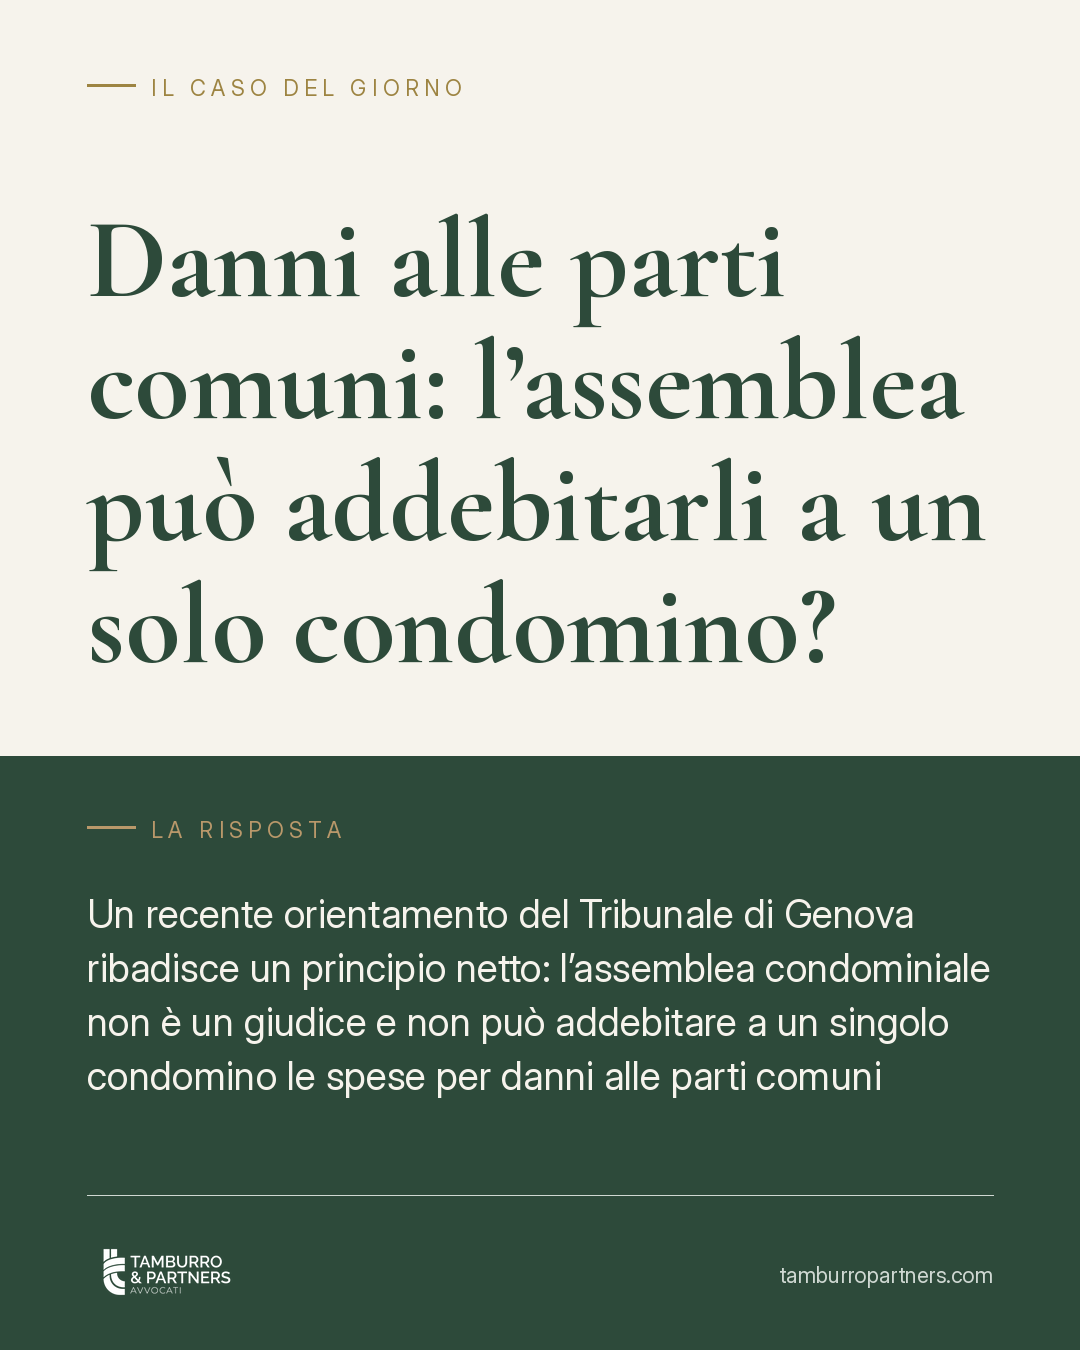 IL CASO DEL GIORNO
Danni alle parti
comuni: l’assemblea
può addebitarli a un
solo condomino?
LA RISPOSTA
Un recente orientamento del Tribunale di Genova
ribadisce un principio netto: l’assemblea condominiale
non è un giudice e non può addebitare a un singolo
condomino le spese per danni alle parti comuni
TAMBURRO
& PARTNERS
AVVOCATI
tamburropartners.com